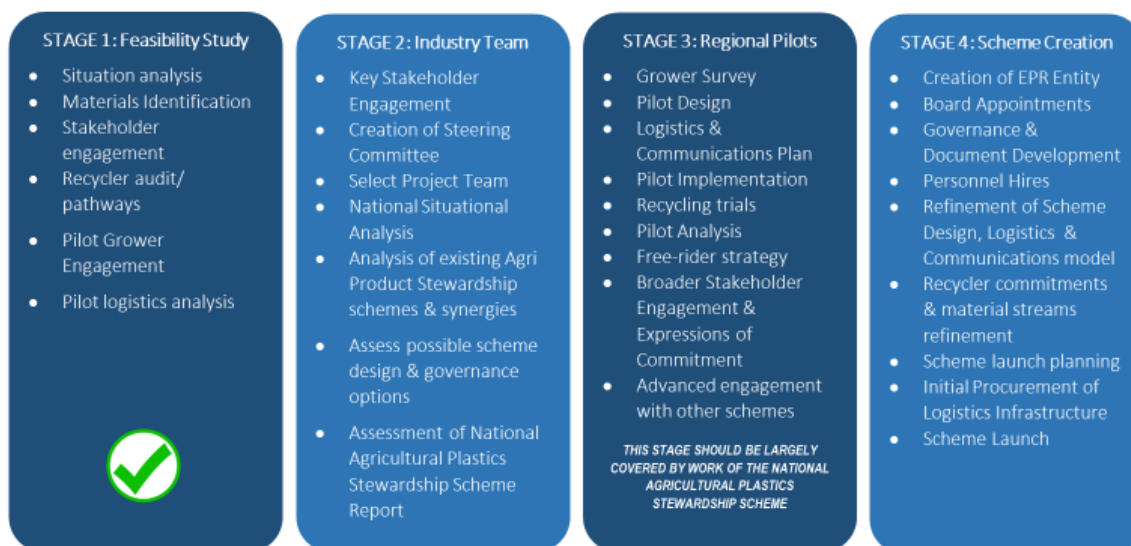 STAGE 1: Feasibility Study
• Situation analysis
• Materials Identification
• Stakeholder
engagement
• Recycler audit/
pathways
• Pilot Grower
Engagement
• Pilot logistics analysis
STAGE 2: Industry Team
• Key Stakeholder
Engagement
• Creation of Steering
Committee
• Select Project Team
• National Situational
Analysis
• Analysis of existing Agri
Product Stewardship
schemes & synergies
• Assess possible scheme
design & governance
options
• Assessment of National
Agricultural Plastics
Stewardship Scheme
Report
STAGE 3: Regional Pilots
• Grower Survey
• Pilot Design
• Logistics &
Communications Plan
• Pilot Implementation
• Recycling trials
• Pilot Analysis
• Free-rider strategy
• Broader Stakeholder
Engagement &
Expressions of
Commitment
• Advanced engagement
with other schemes
THIS STAGE SHOULD BE LARGELY
COVERED BY WORK OF THE NATIONAL
AGRICULTURAL PLASTICS
STEWARDSHIP SCHEME
STAGE 4: Scheme Creation
• Creation of EPR Entity
• Board Appointments
• Governance &
Document Development
• Personnel Hires
• Refinement of Scheme
Design, Logistics &
Communications model
• Recycler commitments
& material streams
refinement
• Scheme launch planning
• Initial Procurement of
Logistics Infrastructure
• Scheme Launch